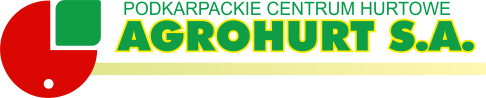 PODKARPACKIE CENTRUM HURTOWE
AGROHURT S.A.